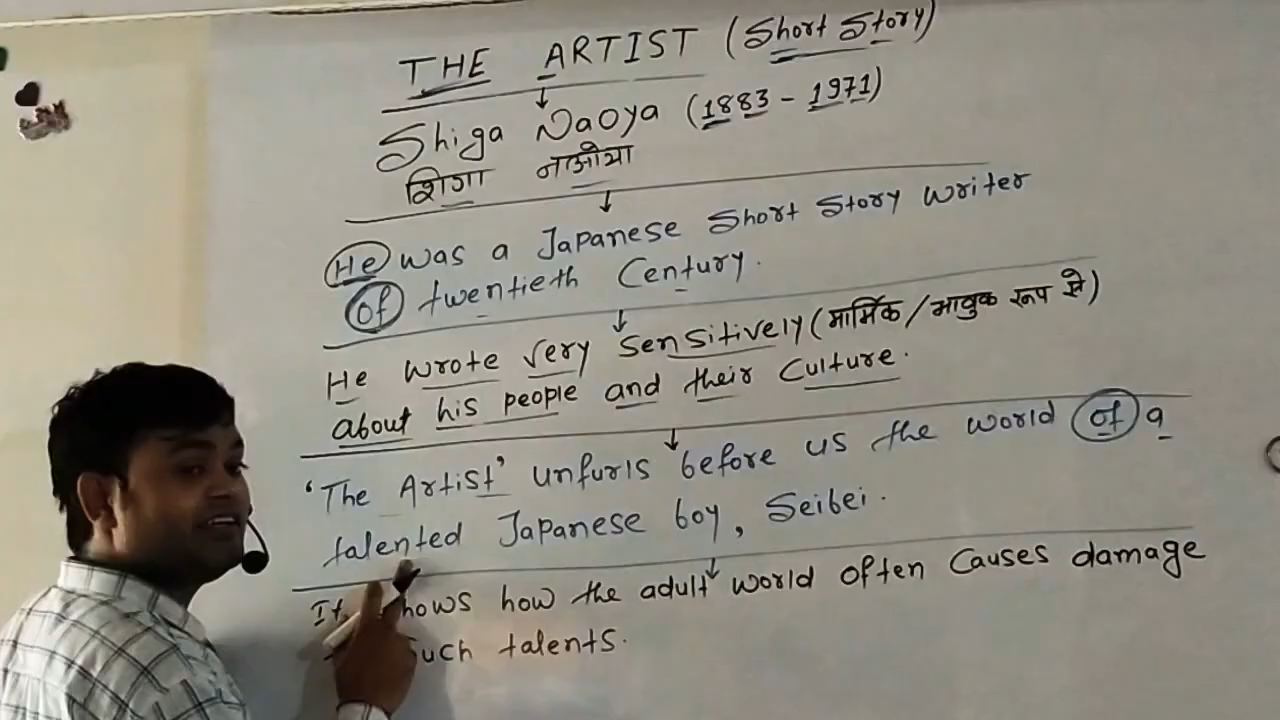 THE ARTIST (Short Story)
Shiga Naoya (1883 - 1971)
शिगा नाओया
He was a Japanese Short Story Writer
of twentieth Century.
He wrote very Sensitively (मार्मिक/भावुक रूप से)
about his people and their Culture.
'The Artist' unfurls before us the world of a
talented Japanese boy, Seibei.
It how the adult world often Causes damage
talents.